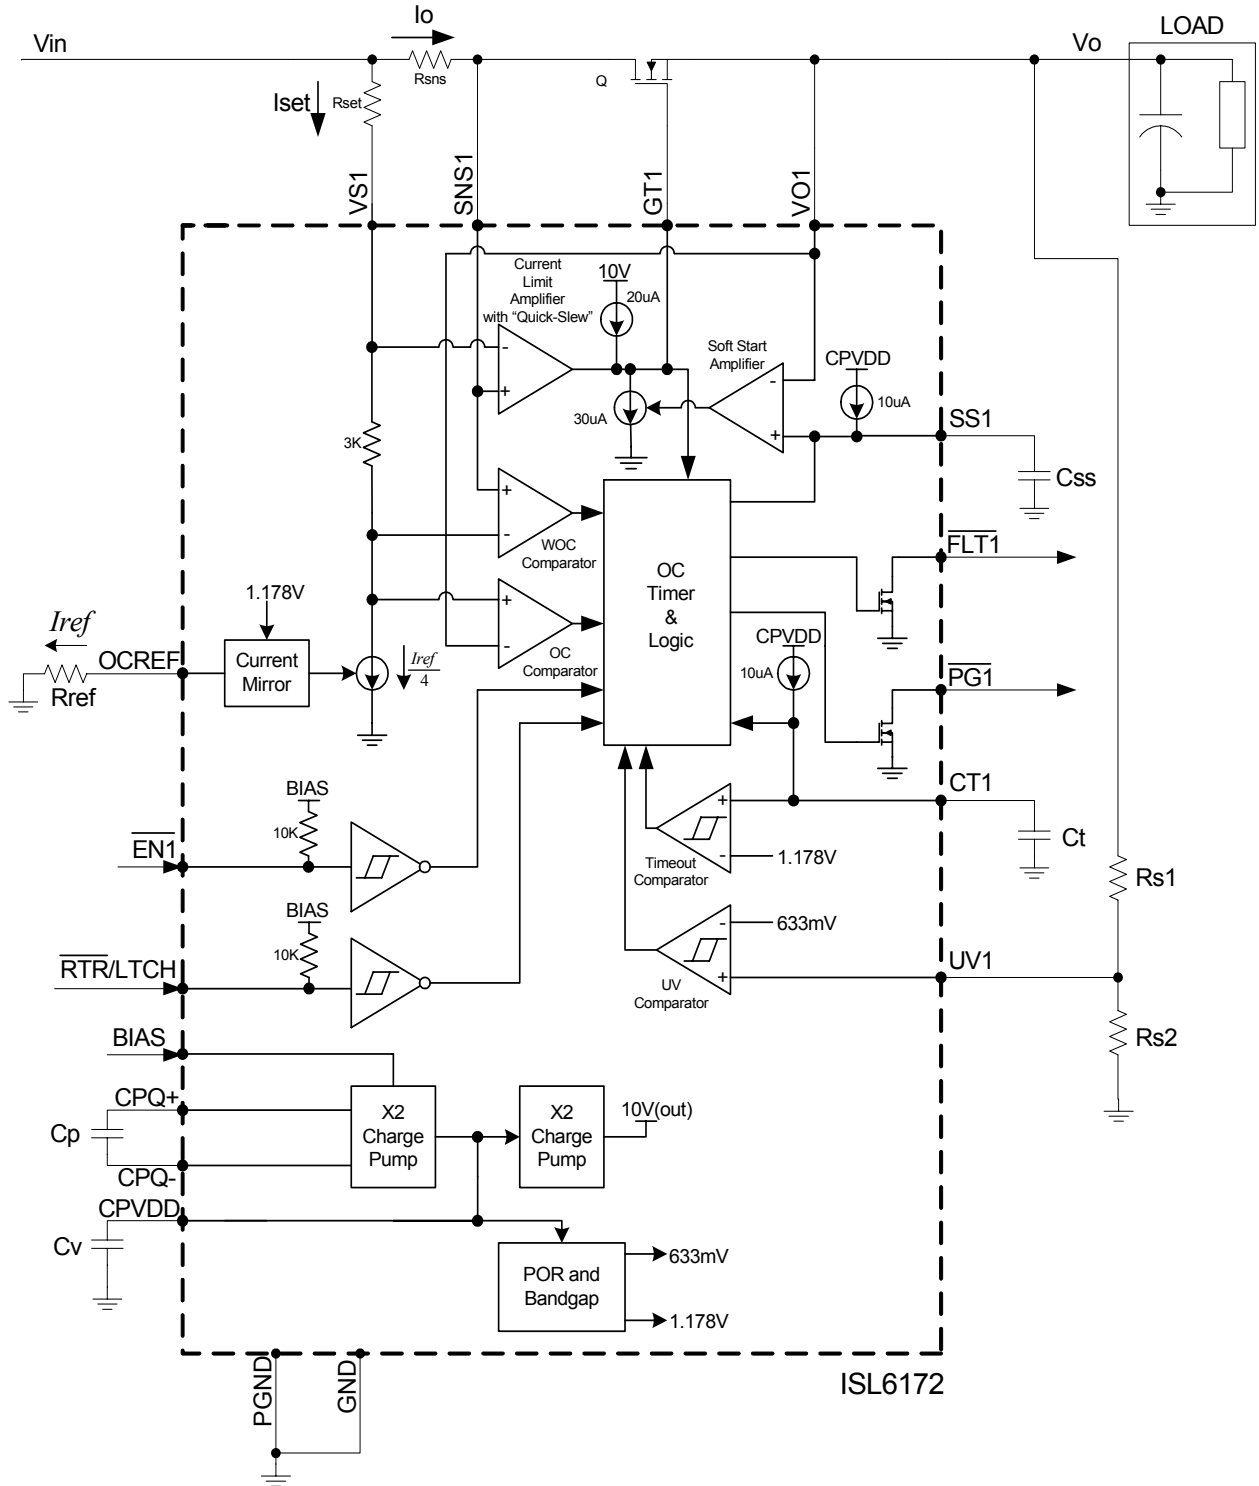 Io
Vin
Rsns
Q
Vo
LOAD
Iset
Rset
VS1
SNS1
GT1
VO1
Current
Limit
Amplifier
with "Quick-Slew"
10V
20uA
-
+
30uA
Soft Start
Amplifier
-
+
CPVDD
10uA
SS1
Css
3K
+
-
WOC
Comparator
+
-
OC
Comparator
OC
Timer
&
Logic
FLT1
PG1
1.178V
Iref
OCREF
Rref
Current
Mirror
Iref
4
CPVDD
10uA
CT1
Ct
+
-
1.178V
Timeout
Comparator
BIAS
10K
EN1
BIAS
10K
RTR/LTCH
-
633mV
+
UV
Comparator
UV1
Rs1
Rs2
BIAS
CPQ+
Cp
CPQ-
X2
Charge
Pump
X2
Charge
Pump
10V(out)
CPVDD
Cv
POR and
Bandgap
633mV
1.178V
PGND
GND
ISL6172